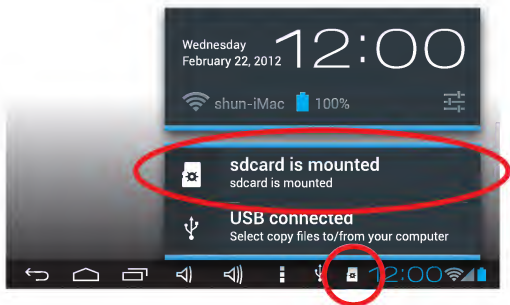 Wednesday
February 22, 2012
12:00
shun-iMac 100%
sdcard is mounted
sdcard is mounted
USB connected
Select copy files to/from your computer
12:00